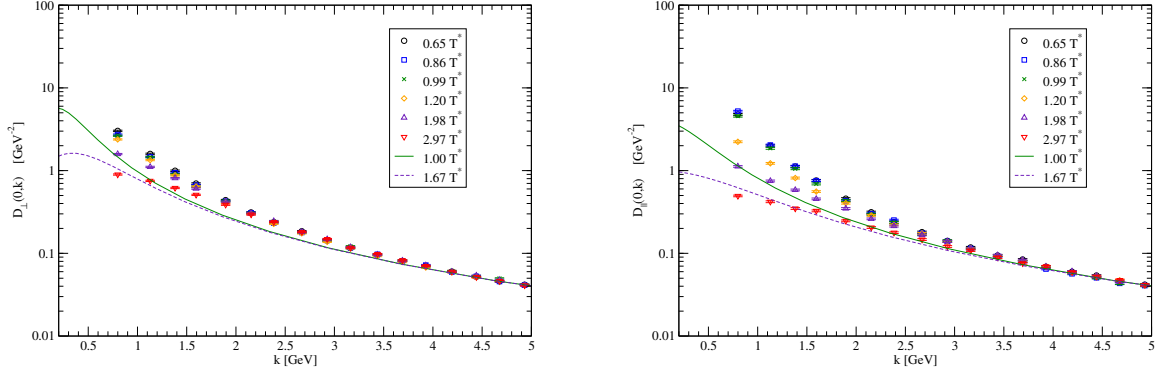 100
10
1
0.1
0.01
D⊥(0,k) [GeV⁻²]
0.5 1 1.5 2 2.5 3 3.5 4 4.5 5
k [GeV]
0.65 T*
0.86 T*
0.99 T*
1.20 T*
1.98 T*
2.97 T*
1.00 T*
1.67 T*
100
10
1
0.1
0.01
D∥(0,k) [GeV⁻²]
0.5 1 1.5 2 2.5 3 3.5 4 4.5 5
k [GeV]
0.65 T*
0.86 T*
0.99 T*
1.20 T*
1.98 T*
2.97 T*
1.00 T*
1.67 T*